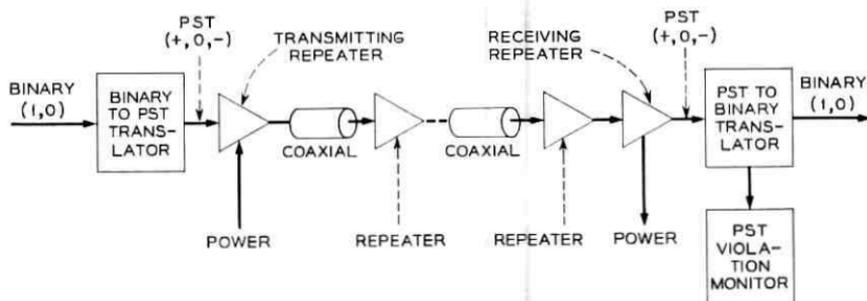 PST
(+,0,-)
TRANSMITTING
REPEATER
RECEIVING
REPEATER
PST
(+,0,-)
BINARY
(1,0)
BINARY
TO PST
TRANS-
LATOR
COAXIAL
COAXIAL
PST TO
BINARY
TRANS-
LATOR
BINARY
(1,0)
POWER
REPEATER
REPEATER
POWER
PST
VIOLA-
TION
MONITOR